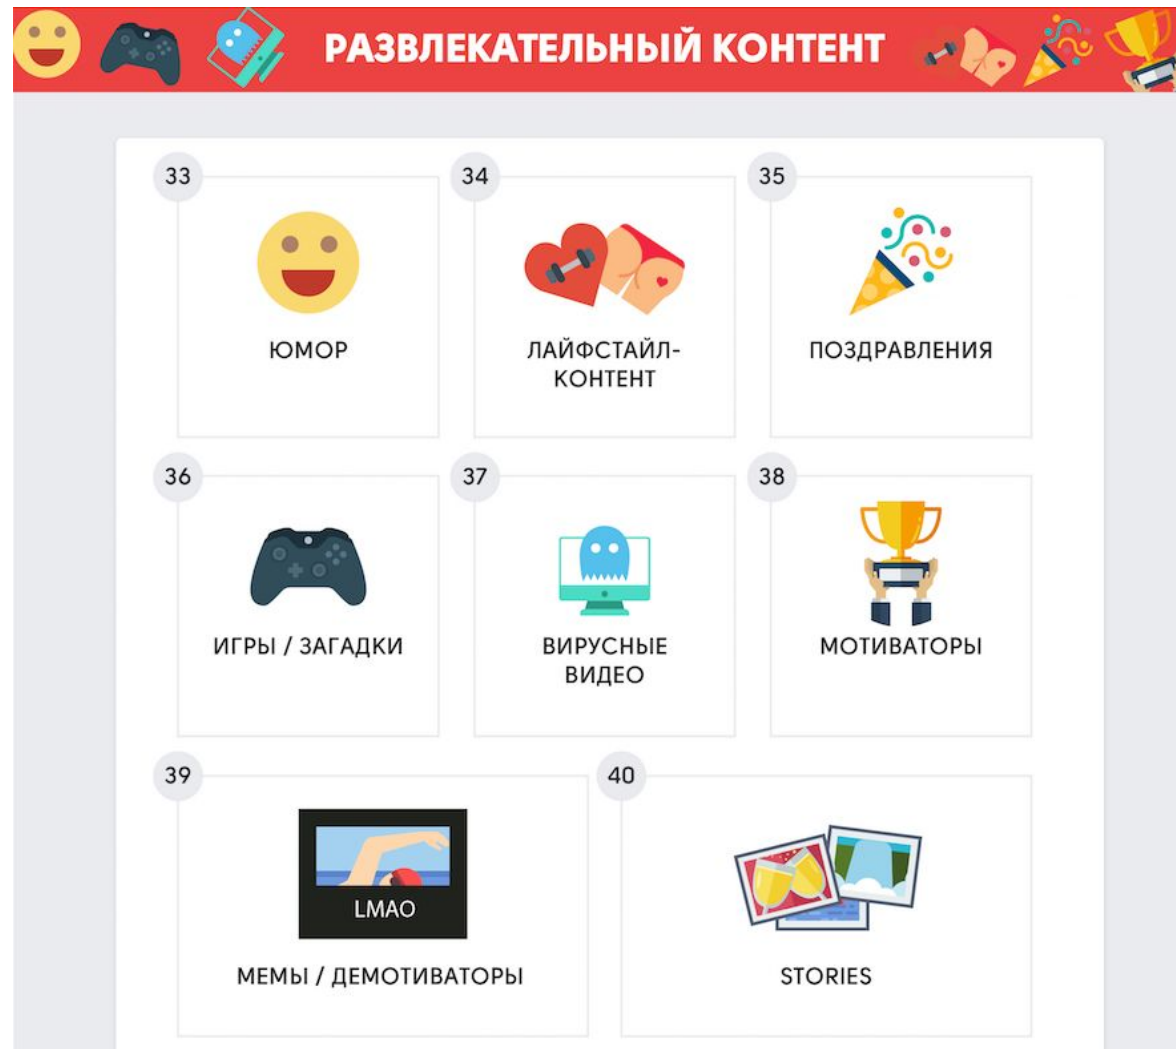 РАЗВЛЕКАТЕЛЬНЫЙ КОНТЕНТ
33
ЮМОР
34
ЛАЙФСТАЙЛ-
КОНТЕНТ
35
ПОЗДРАВЛЕНИЯ
36
ИГРЫ / ЗАГАДКИ
37
ВИРУСНЫЕ
ВИДЕО
38
МОТИВАТОРЫ
39
LMAO
МЕМЫ / ДЕМОТИВАТОРЫ
40
STORIES